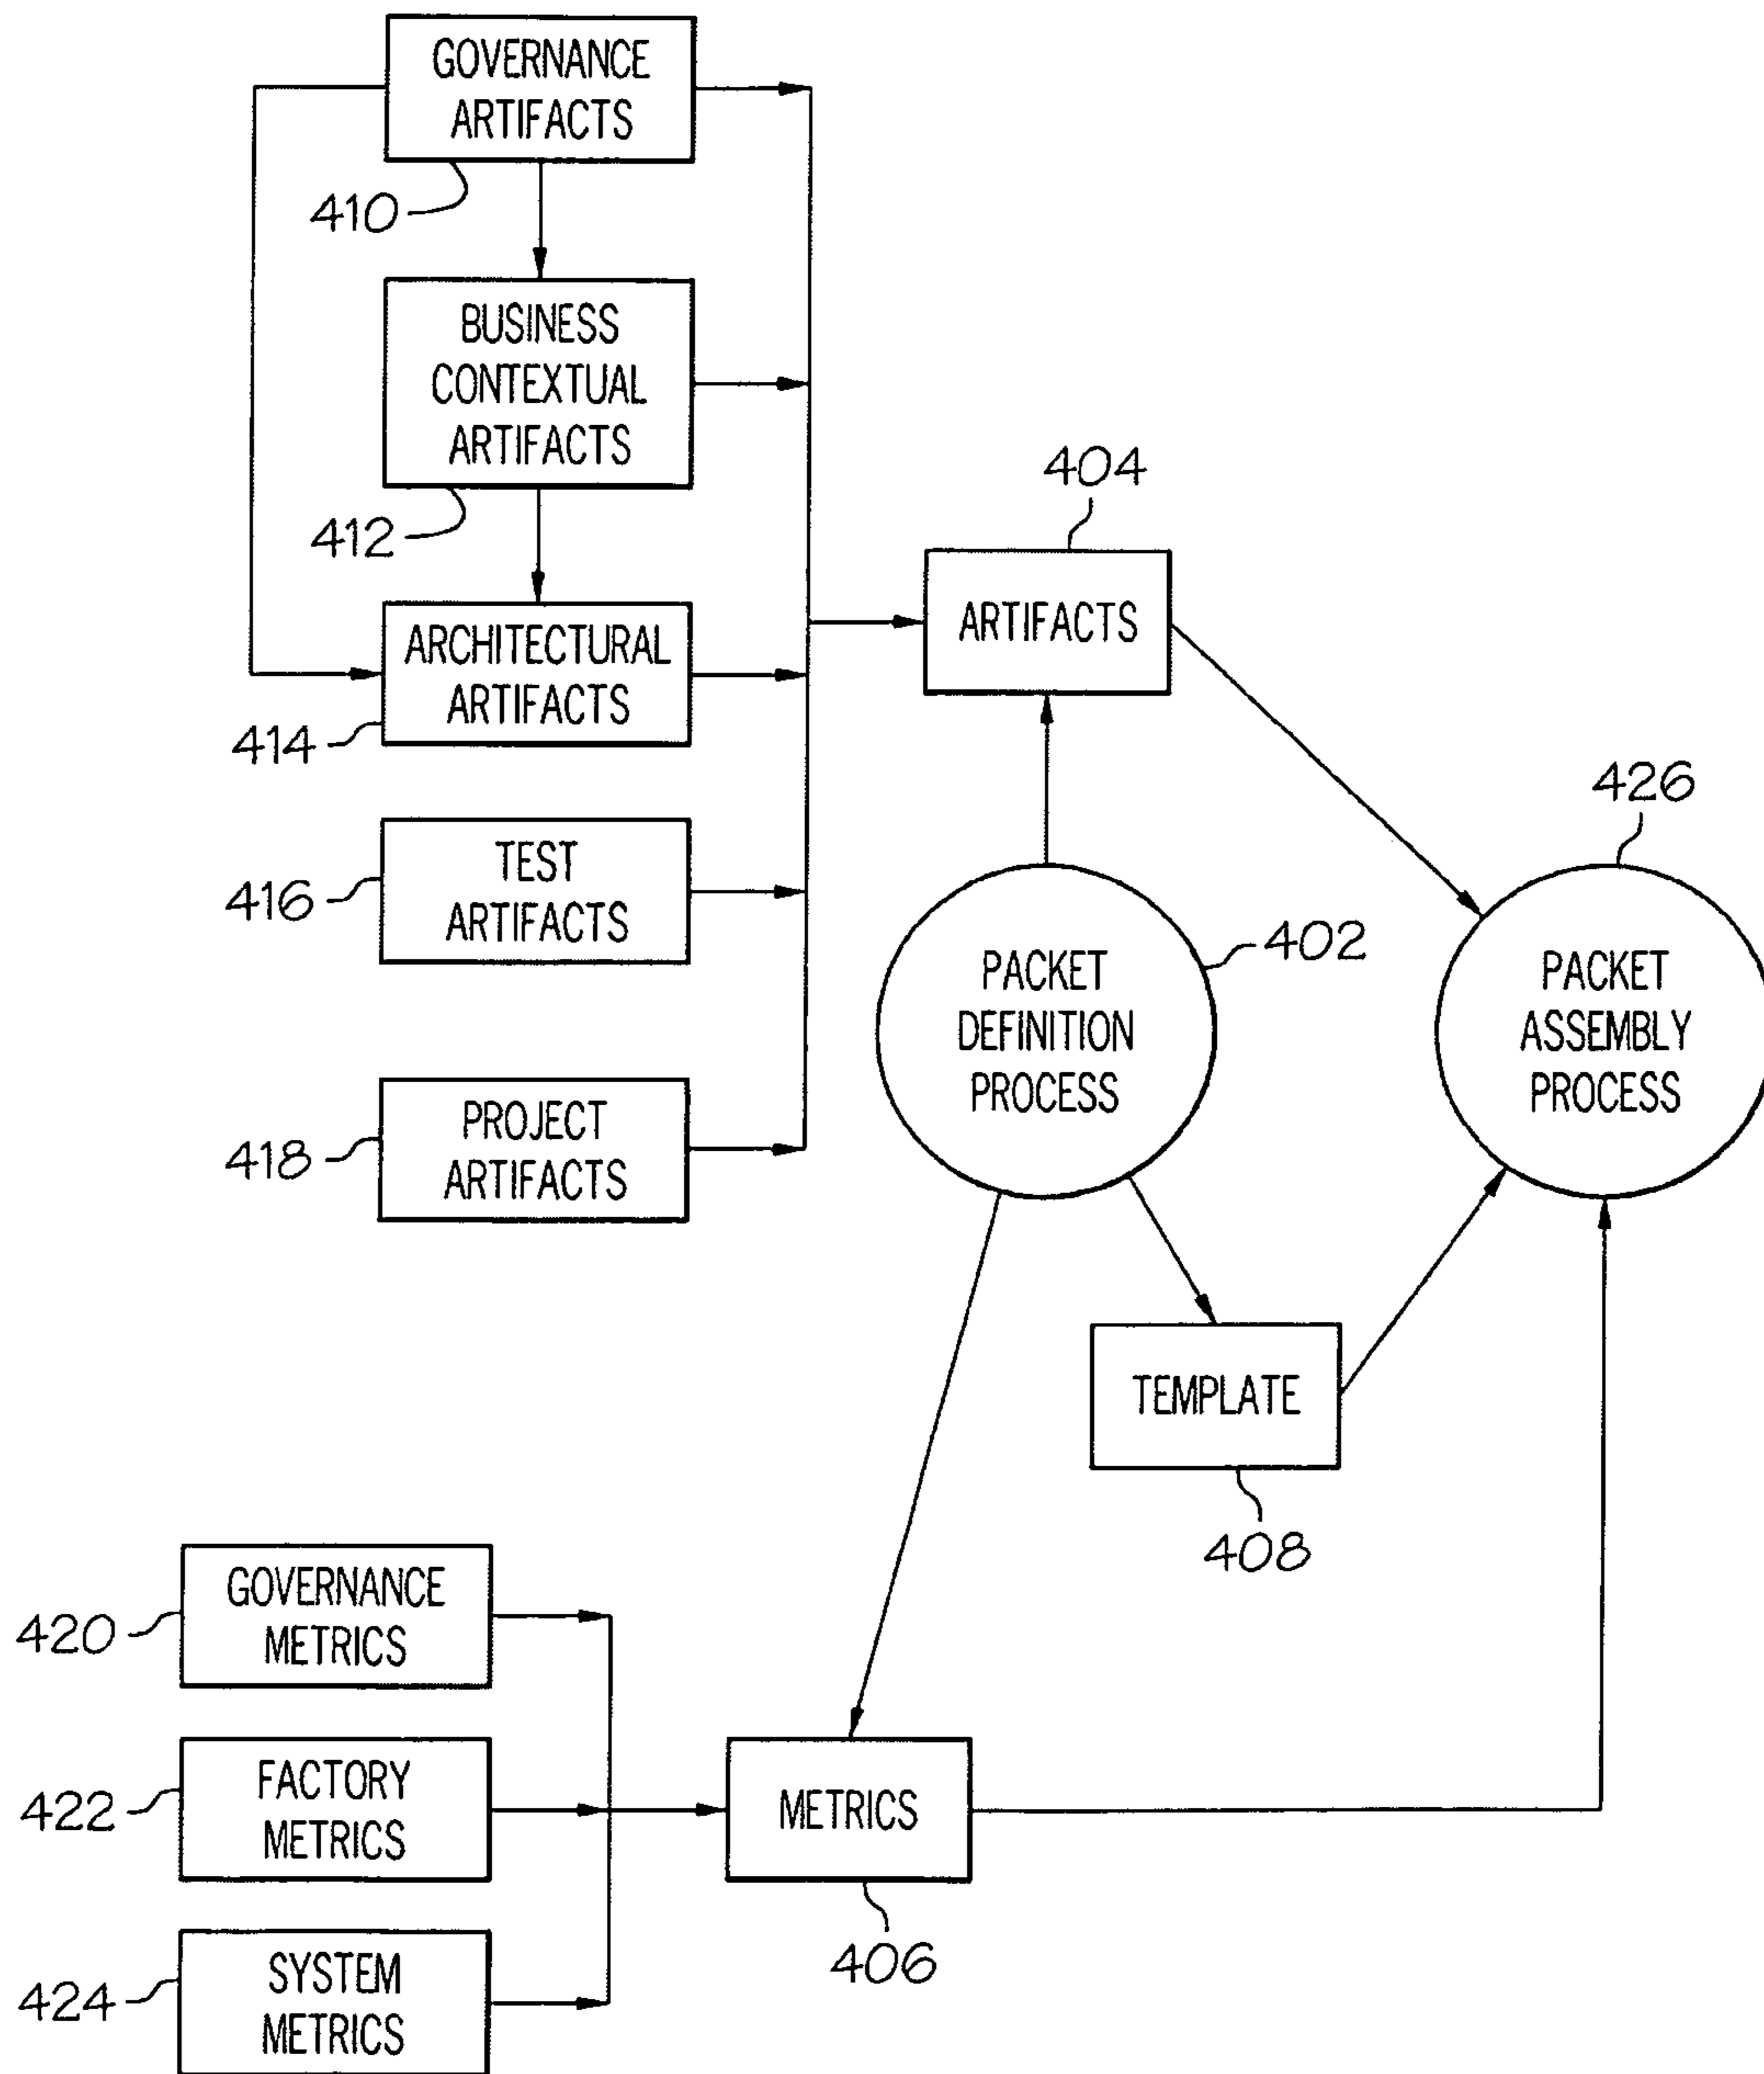 GOVERNANCE
ARTIFACTS
410
BUSINESS
CONTEXTUAL
ARTIFACTS
412
ARCHITECTURAL
ARTIFACTS
414
TEST
ARTIFACTS
416
PROJECT
ARTIFACTS
418
404
ARTIFACTS
402
PACKET
DEFINITION
PROCESS
426
PACKET
ASSEMBLY
PROCESS
TEMPLATE
408
GOVERNANCE
METRICS
420
FACTORY
METRICS
422
SYSTEM
METRICS
424
METRICS
406